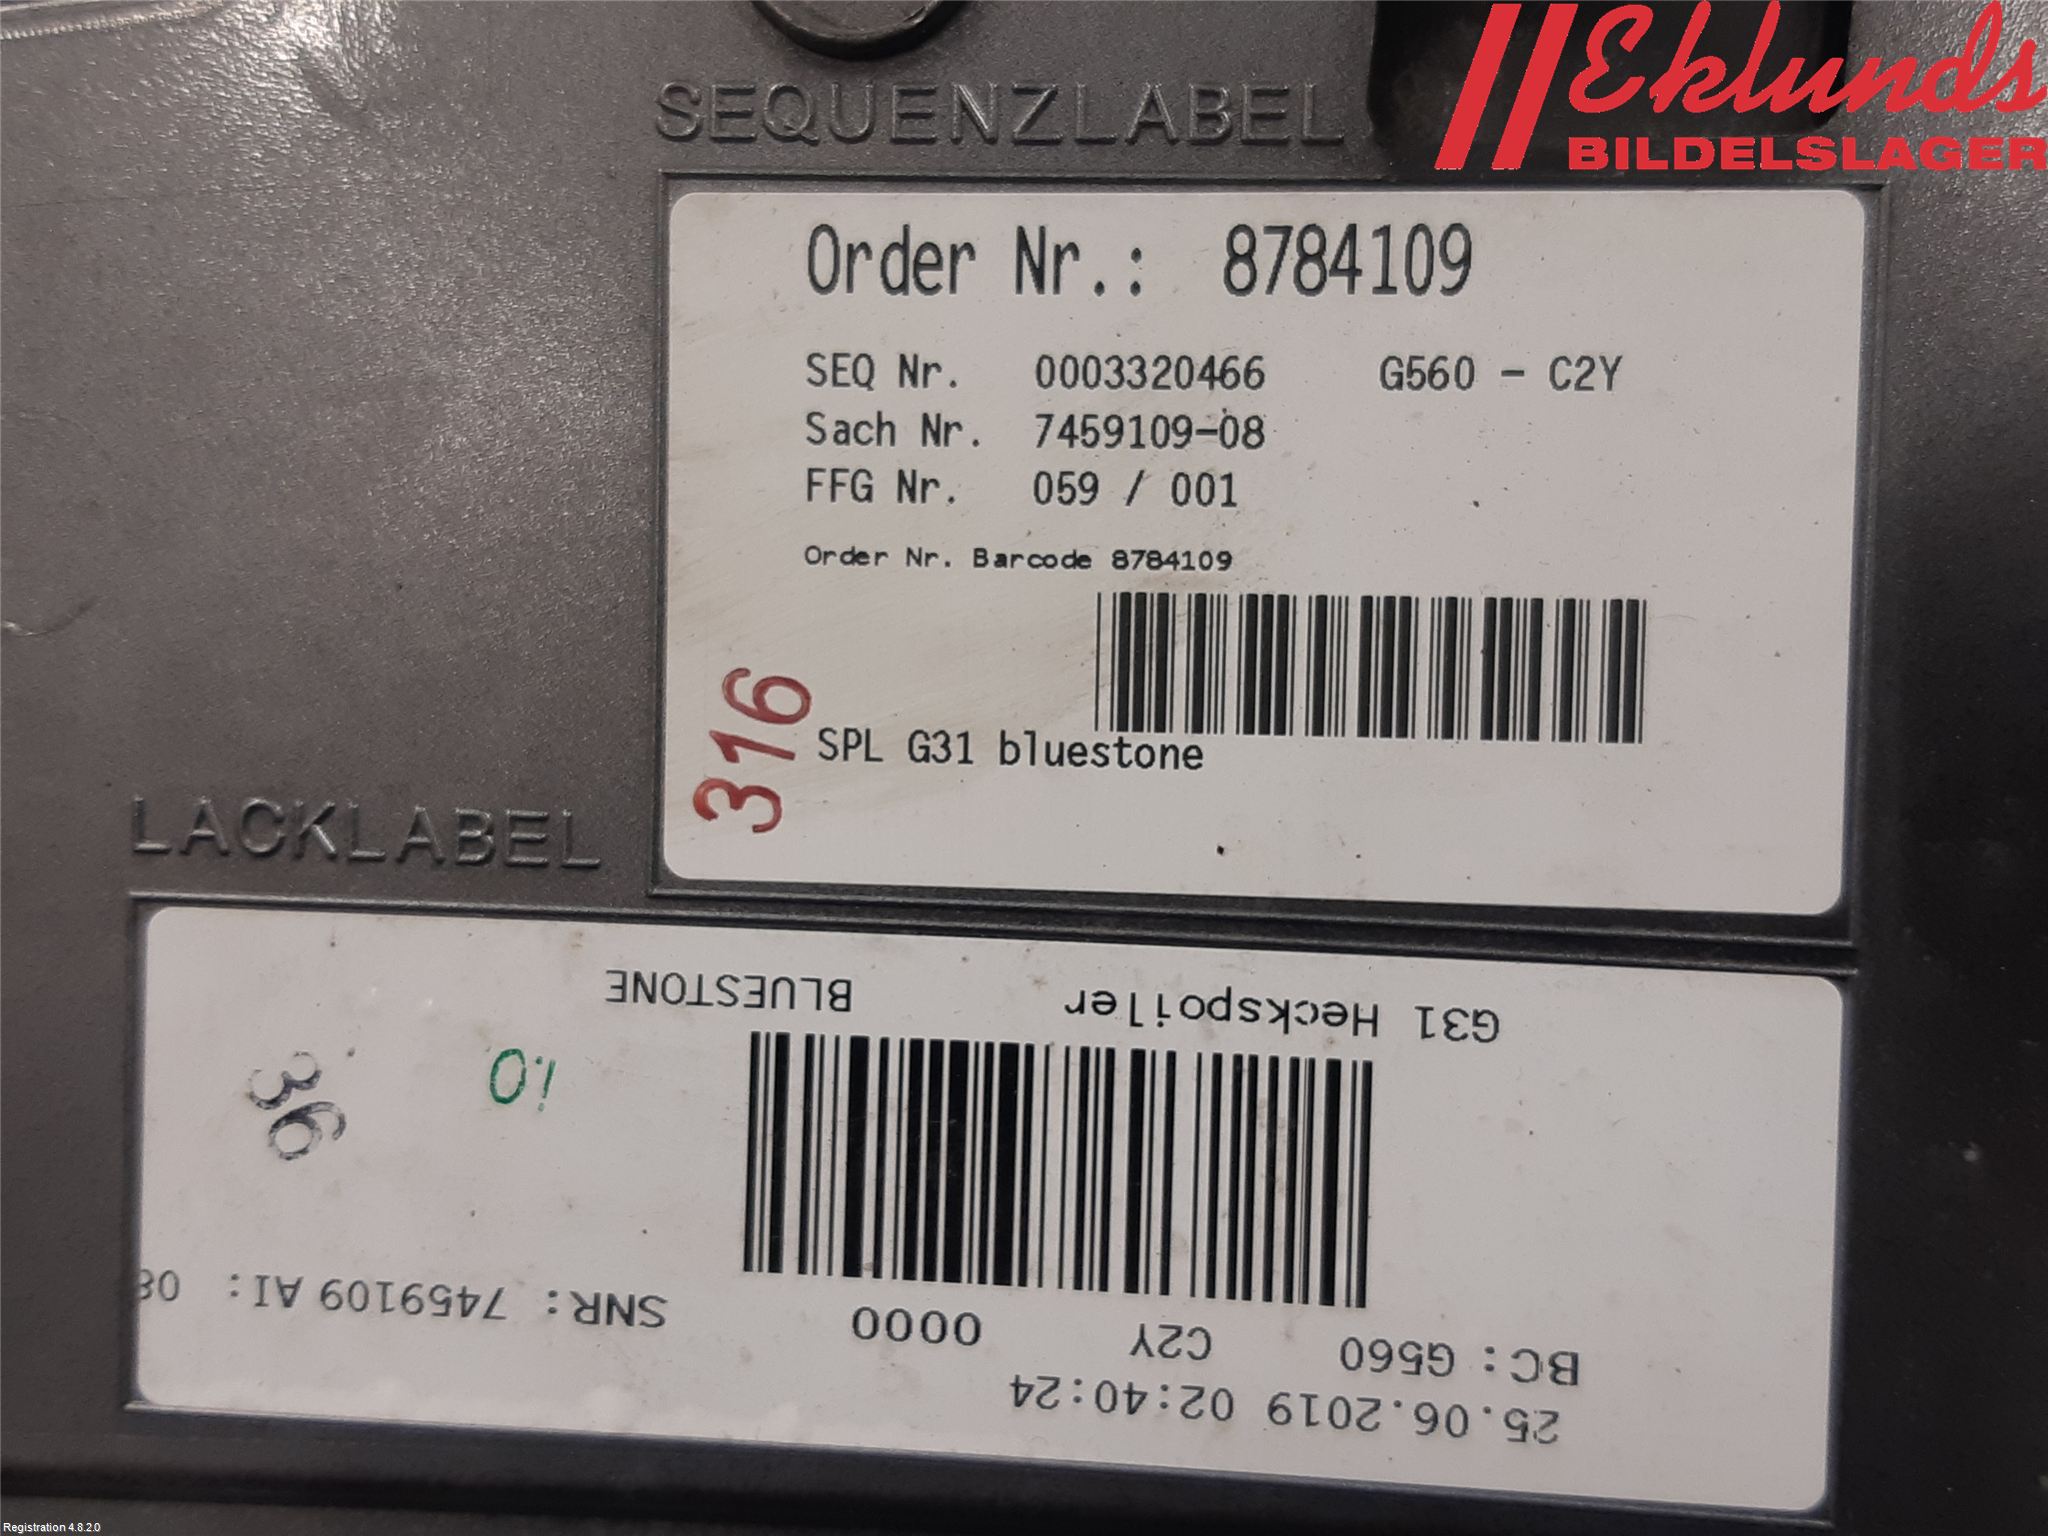 Eklunds
BILDELSLAGER
SEQUENZLABEL
Order Nr.: 8784109
SEQ Nr. 0003320466 G560 - C2Y
Sach Nr. 7459109-08
FFG Nr. 059 / 001
Order Nr. Barcode 8784109
316
SPL G31 bluestone
LACKLABEL
25.06.2019 02:40:24
BC: G560 C2Y 0000 SNR: 7459109 AI: 08
G31 Heckspoiler BLUESTONE
i.O
36
Registration 4.8.2.0